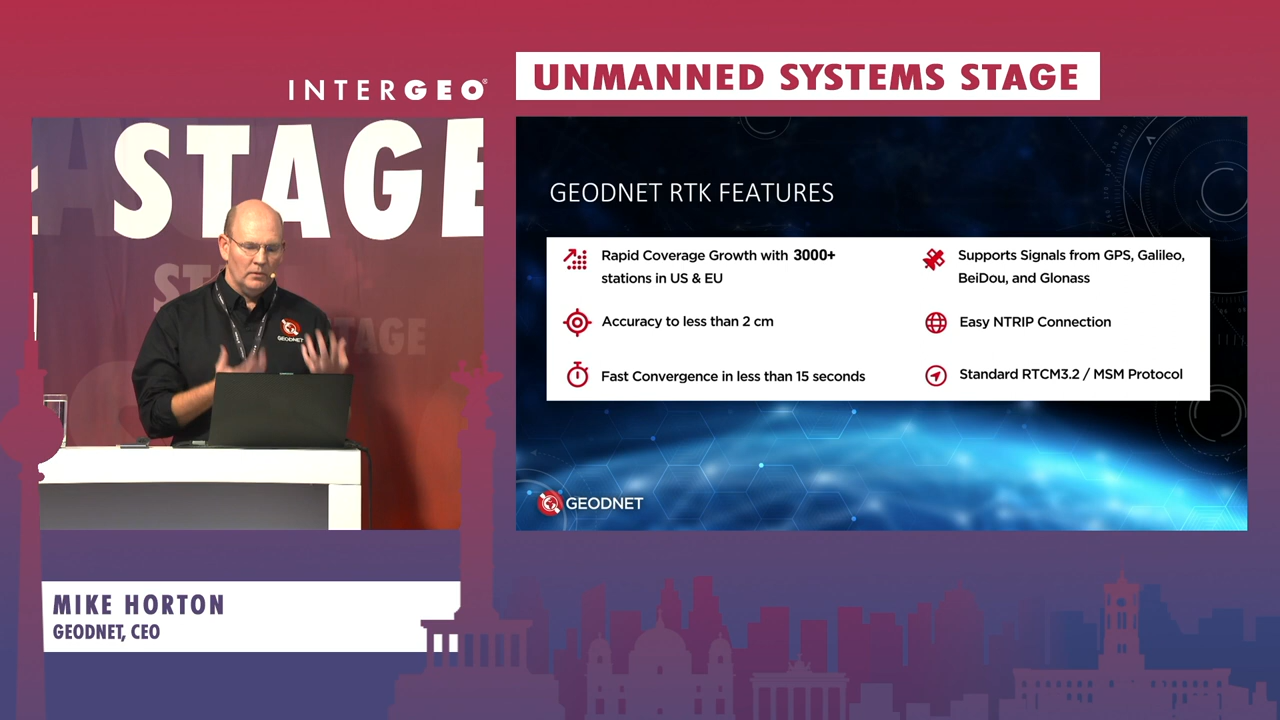 INTERGEO®
UNMANNED SYSTEMS STAGE
STAGE
STAGE
GEODNET
GEODNET RTK FEATURES
Rapid Coverage Growth with 3000+
stations in US & EU
Accuracy to less than 2 cm
Fast Convergence in less than 15 seconds
Supports Signals from GPS, Galileo,
BeiDou, and Glonass
Easy NTRIP Connection
Standard RTCM3.2 / MSM Protocol
GEODNET
MIKE HORTON
GEODNET, CEO